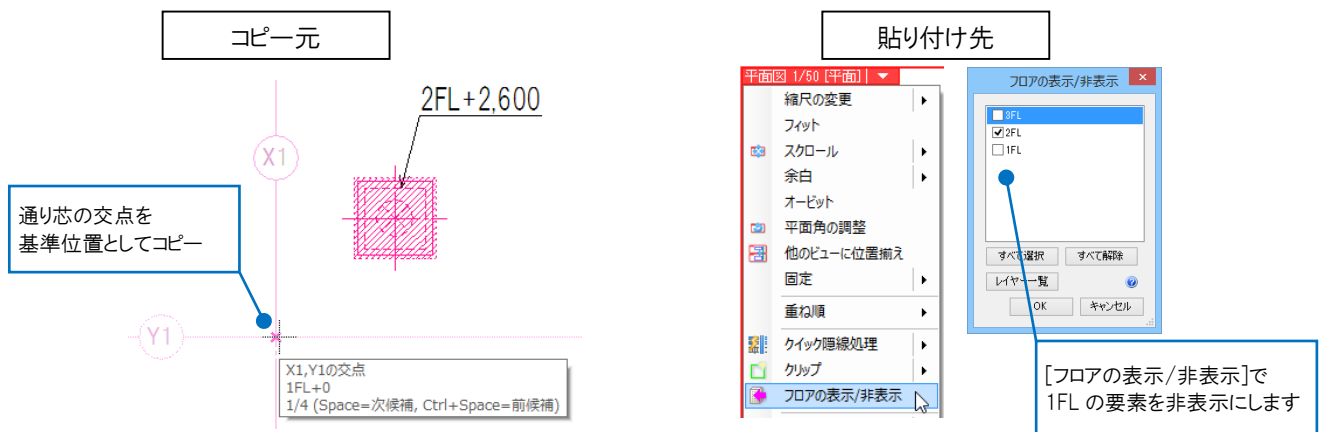 コピー元
2FL+2,600
X1
通り芯の交点を
基準位置としてコピー
Y1
X1,Y1の交点
1FL+0
1/4 (Space=次候補, Ctrl+Space=前候補)
貼り付け先
平面図 1/50 [平面]
縮尺の変更
フィット
スクロール
余白
オービット
平面角の調整
他のビューに位置揃え
固定
重ね順
クイック隠線処理
クリップ
フロアの表示/非表示
フロアの表示/非表示
3FL
2FL
1FL
すべて選択 すべて解除
レイヤー一覧
OK キャンセル
[フロアの表示/非表示]で
1FL の要素を非表示にします